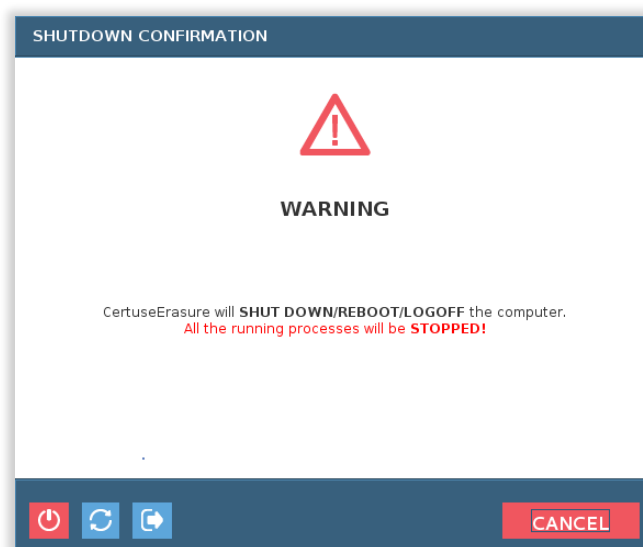 SHUTDOWN CONFIRMATION
WARNING
CertuseErasure will SHUT DOWN/REBOOT/LOGOFF the computer.
All the running processes will be STOPPED!
CANCEL